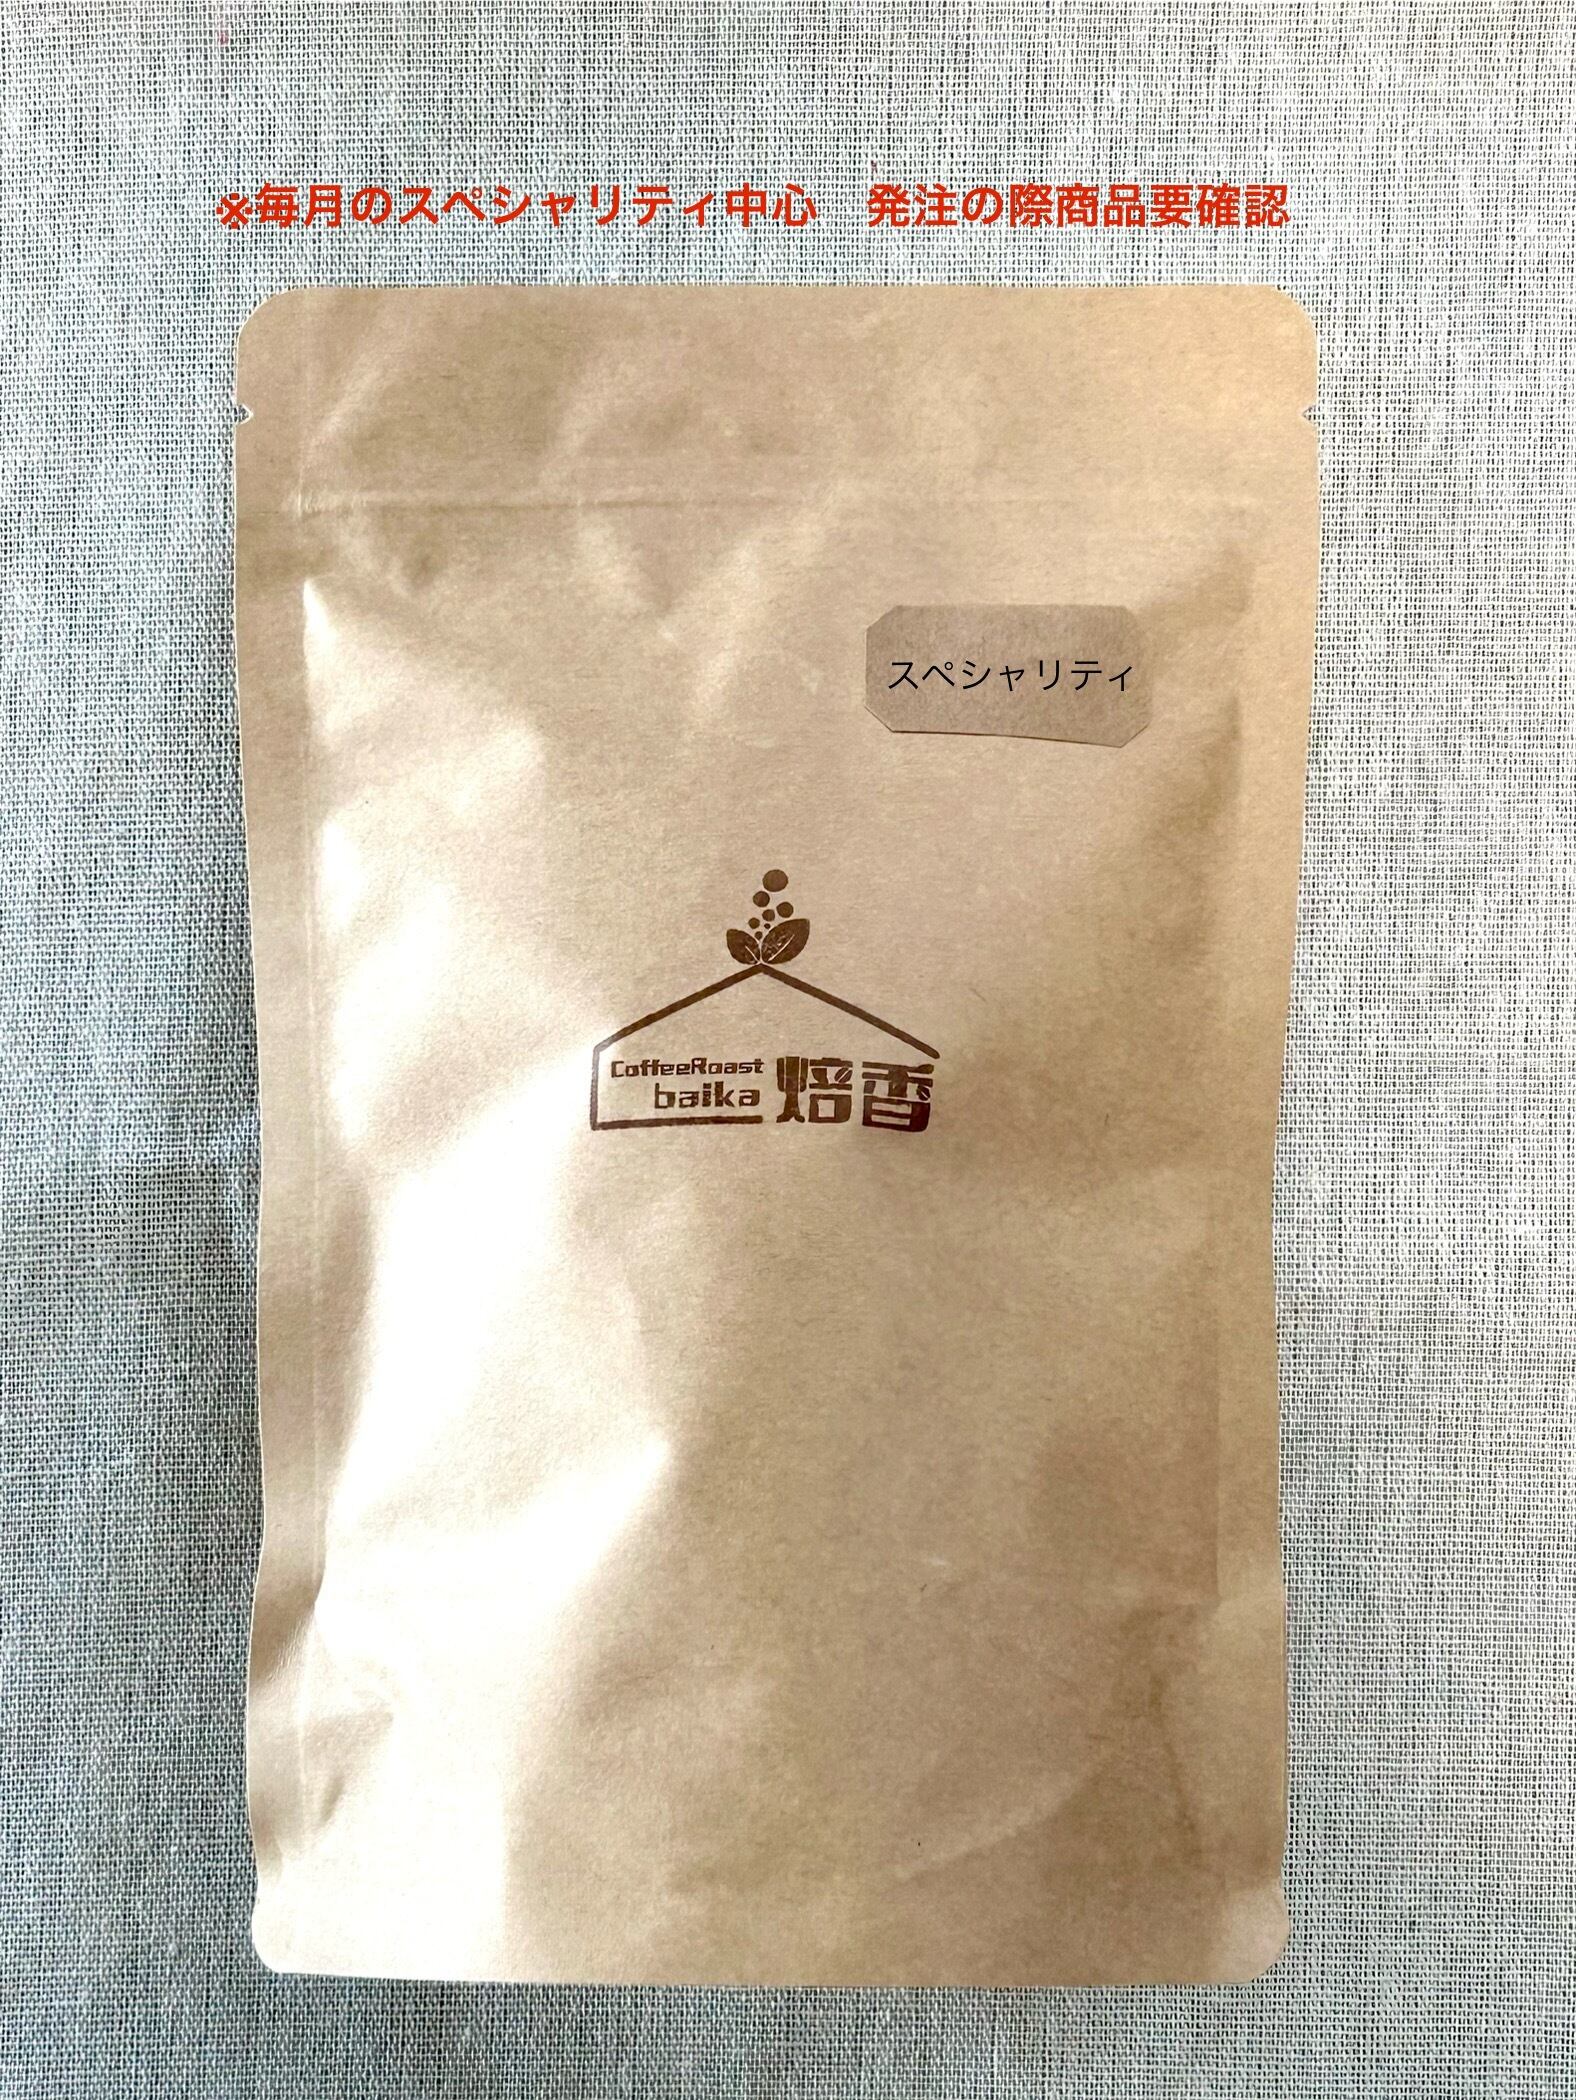 ※毎月のスペシャリティ中心　発注の際商品要確認
スペシャリティ
CoffeeRoast
baika 焙香